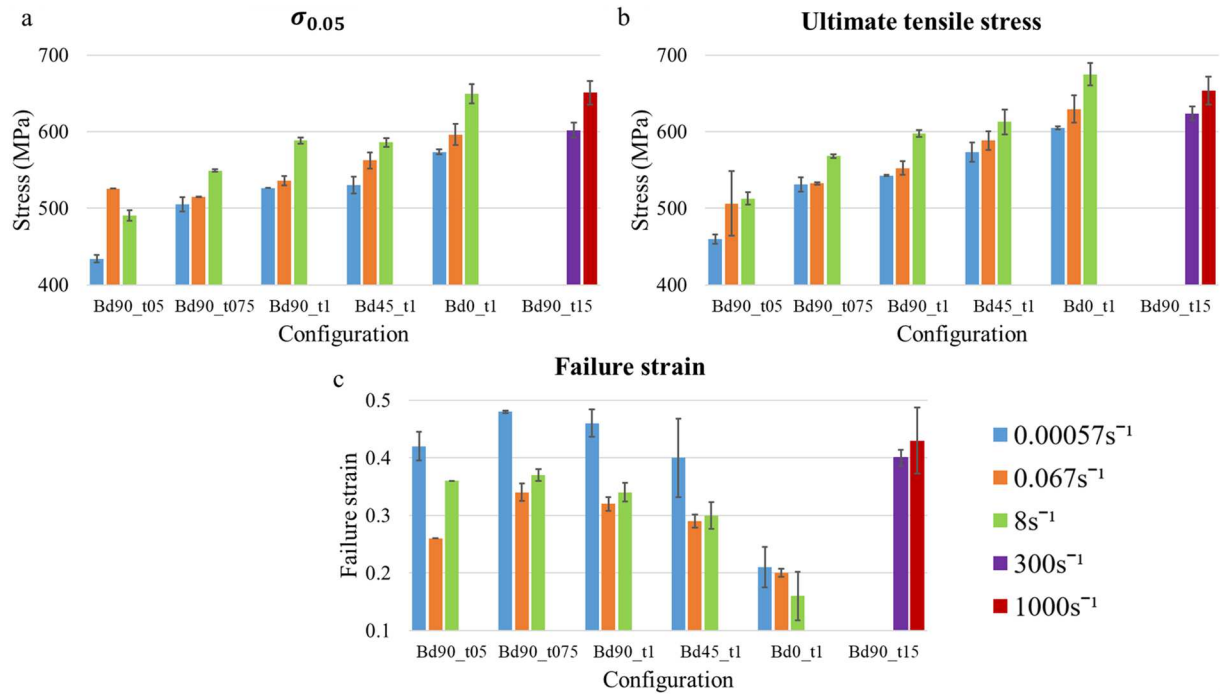 a
σ0.05
700
600
500
400
Stress (MPa)
Bd90_t05 Bd90_t075 Bd90_t1 Bd45_t1 Bd0_t1 Bd90_t15
Configuration
b
Ultimate tensile stress
700
600
500
400
Stress (MPa)
Bd90_t05 Bd90_t075 Bd90_t1 Bd45_t1 Bd0_t1 Bd90_t15
Configuration
c
Failure strain
0.5
0.4
0.3
0.2
0.1
Failure strain
Bd90_t05 Bd90_t075 Bd90_t1 Bd45_t1 Bd0_t1 Bd90_t15
Configuration
0.00057s⁻¹
0.067s⁻¹
8s⁻¹
300s⁻¹
1000s⁻¹